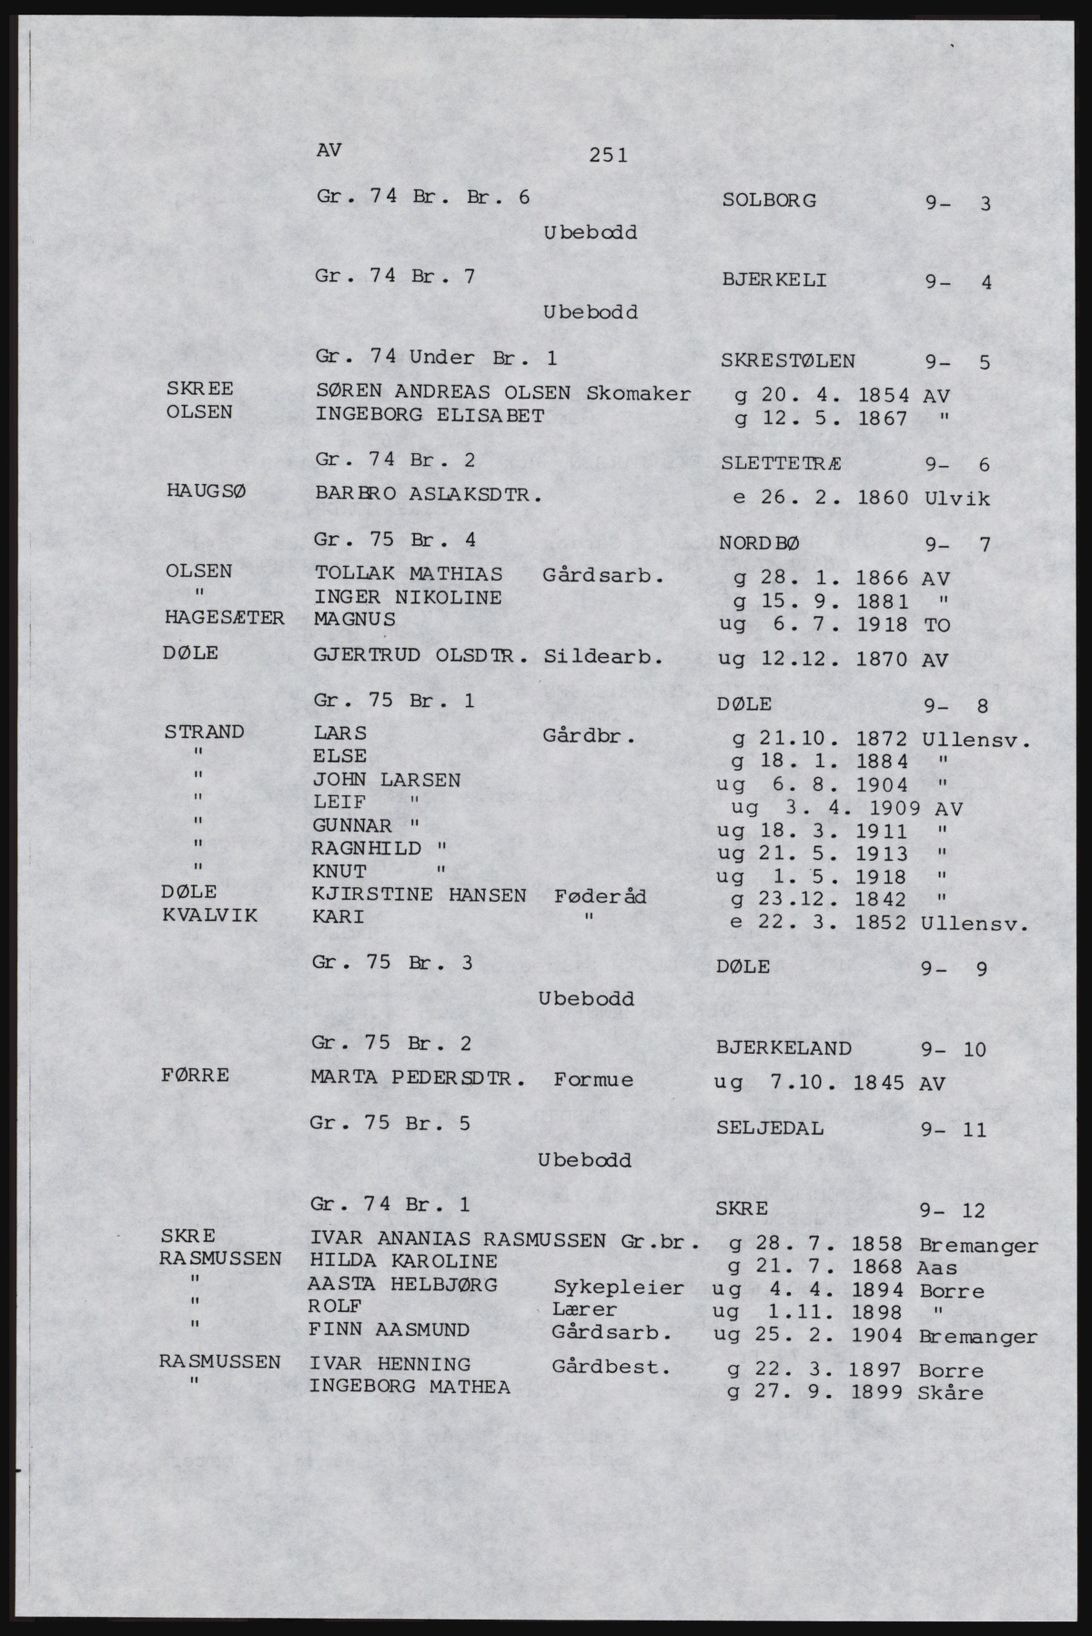 AV 251
Gr. 74 Br. Br. 6 SOLBORG 9- 3
Ubebodd
Gr. 74 Br. 7 BJERKELI 9- 4
Ubebodd
Gr. 74 Under Br. 1 SKRESTØLEN 9- 5
SKREE SØREN ANDREAS OLSEN Skomaker g 20. 4. 1854 AV
OLSEN INGEBORG ELISABET g 12. 5. 1867 "
Gr. 74 Br. 2 SLETTETRÆ 9- 6
HAUGSØ BARBRO ASLAKSDTR. e 26. 2. 1860 Ulvik
Gr. 75 Br. 4 NORDBØ 9- 7
OLSEN TOLLAK MATHIAS Gårdsarb. g 28. 1. 1866 AV
" INGER NIKOLINE g 15. 9. 1881 "
HAGESÆTER MAGNUS ug 6. 7. 1918 TO
DØLE GJERTRUD OLSDTR. Sildearb. ug 12.12. 1870 AV
Gr. 75 Br. 1 DØLE 9- 8
STRAND LARS Gårdbr. g 21.10. 1872 Ullensv.
" ELSE g 18. 1. 1884 "
" JOHN LARSEN ug 6. 8. 1904 "
" LEIF " ug 3. 4. 1909 AV
" GUNNAR " ug 18. 3. 1911 "
" RAGNHILD " ug 21. 5. 1913 "
" KNUT " ug 1. 5. 1918 "
DØLE KJIRSTINE HANSEN Føderåd g 23.12. 1842 "
KVALVIK KARI " e 22. 3. 1852 Ullensv.
Gr. 75 Br. 3 DØLE 9- 9
Ubebodd
Gr. 75 Br. 2 BJERKELAND 9- 10
FØRRE MARTA PEDERSDTR. Formue ug 7.10. 1845 AV
Gr. 75 Br. 5 SELJEDAL 9- 11
Ubebodd
Gr. 74 Br. 1 SKRE 9- 12
SKRE IVAR ANANIAS RASMUSSEN Gr.br. g 28. 7. 1858 Bremanger
RASMUSSEN HILDA KAROLINE g 21. 7. 1868 Aas
" AASTA HELBJØRG Sykepleier ug 4. 4. 1894 Borre
" ROLF Lærer ug 1.11. 1898 "
" FINN AASMUND Gårdsarb. ug 25. 2. 1904 Bremanger
RASMUSSEN IVAR HENNING Gårdbest. g 22. 3. 1897 Borre
" INGEBORG MATHEA g 27. 9. 1899 Skåre